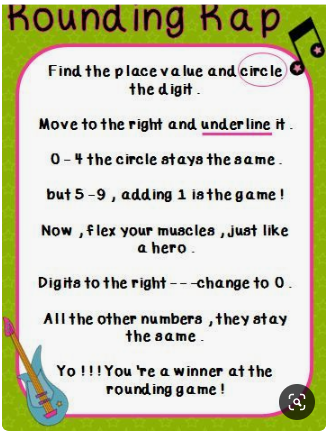 Rounding Rap
Find the place value and circle
the digit.
Move to the right and underline it.
0-4 the circle stays the same.
but 5-9, adding 1 is the game!
Now, flex your muscles, just like
a hero.
Digits to the right ---change to 0.
All the other numbers, they stay
the same.
Yo!!! You're a winner at the
rounding game!